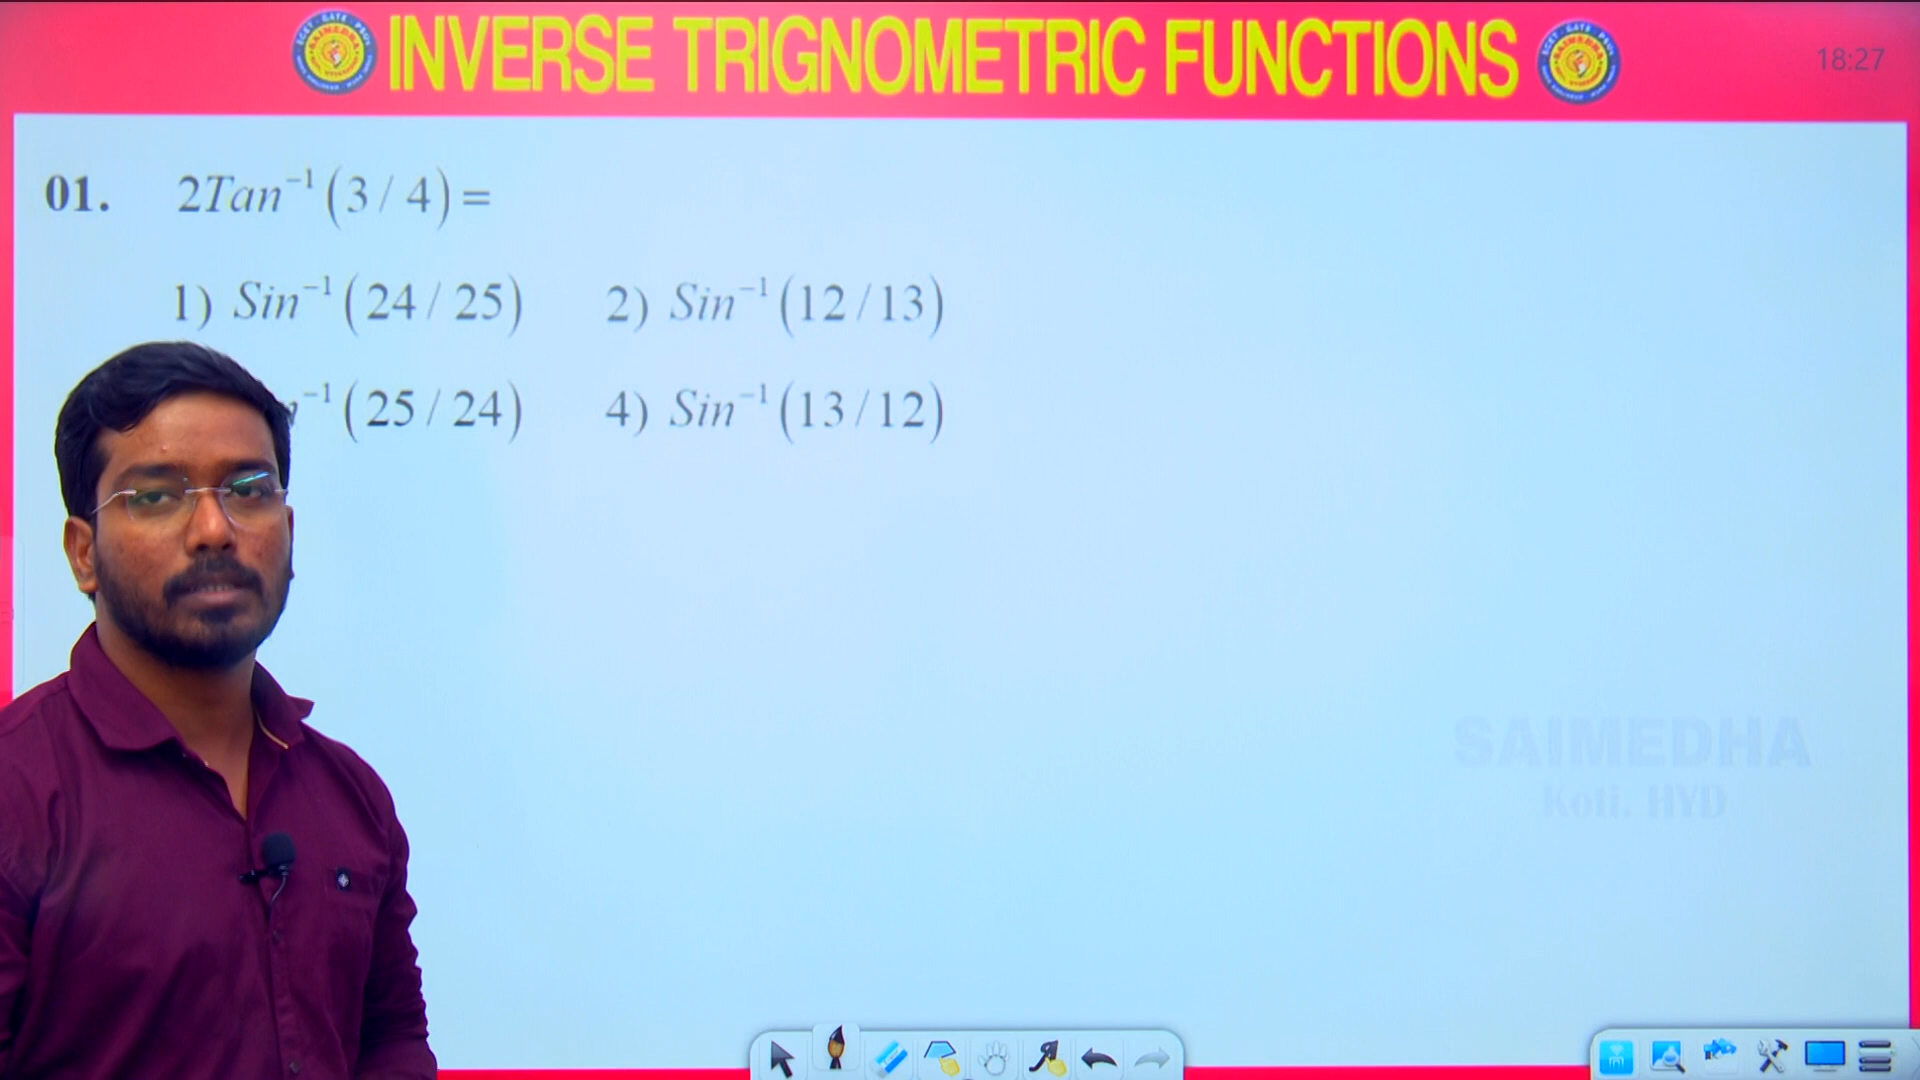 INVERSE TRIGNOMETRIC FUNCTIONS
18:27
01. 2Tan⁻¹(3/4)=
1) Sin⁻¹(24/25) 2) Sin⁻¹(12/13)
⁻¹(25/24) 4) Sin⁻¹(13/12)
SAIMEDHA
Koti. HYD